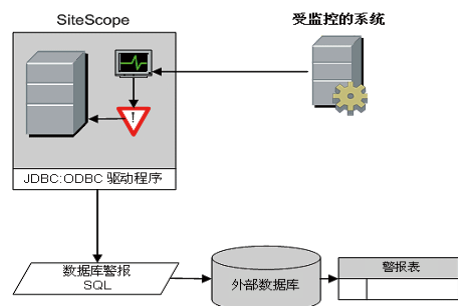 SiteScope
受监控的系统
!
JDBC:ODBC 驱动程序
数据库警报
SQL
外部数据库
警报表